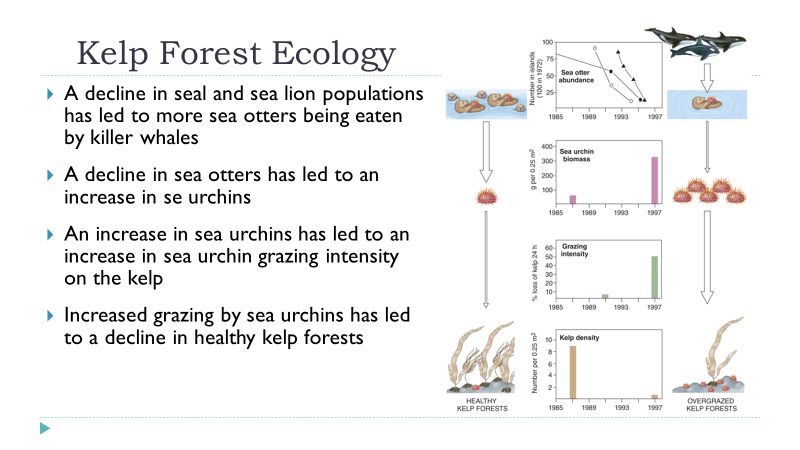 Kelp Forest Ecology
A decline in seal and sea lion populations
has led to more sea otters being eaten
by killer whales
A decline in sea otters has led to an
increase in se urchins
An increase in sea urchins has led to an
increase in sea urchin grazing intensity
on the kelp
Increased grazing by sea urchins has led
to a decline in healthy kelp forests
Number in islands
(100 in 1972)
100
75
50
25
Sea otter
abundance
1985 1989 1993 1997
g per 0.25 m²
400
300
200
100
Sea urchin
biomass
1985 1989 1993 1997
% loss of kelp 24 h
60
50
40
30
20
10
Grazing
intensity
1985 1989 1993 1997
Number per 0.25 m²
10
8
6
4
2
Kelp density
1985 1989 1993 1997
HEALTHY
KELP FORESTS
OVERGRAZED
KELP FORESTS